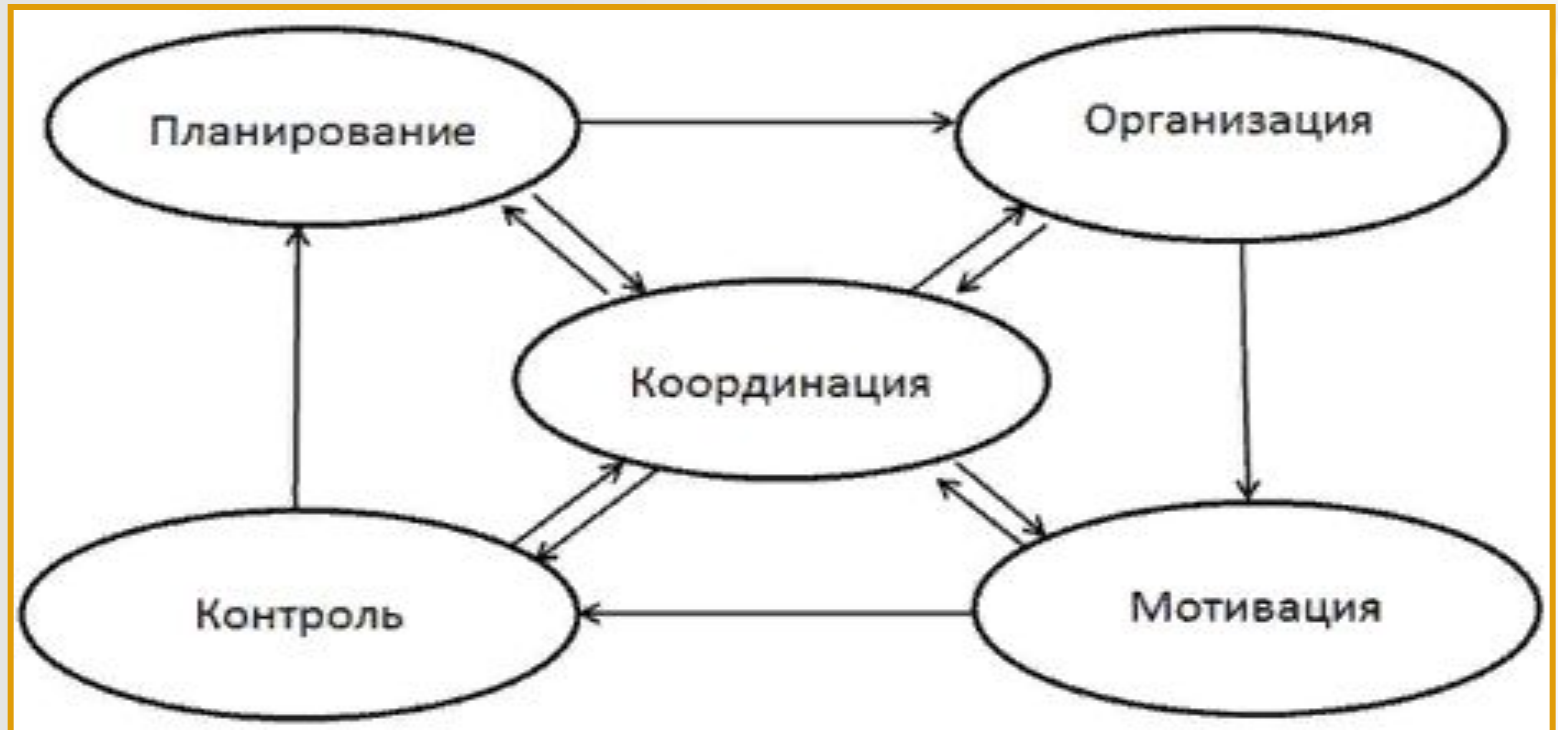 Планирование
Организация
Координация
Контроль
Мотивация